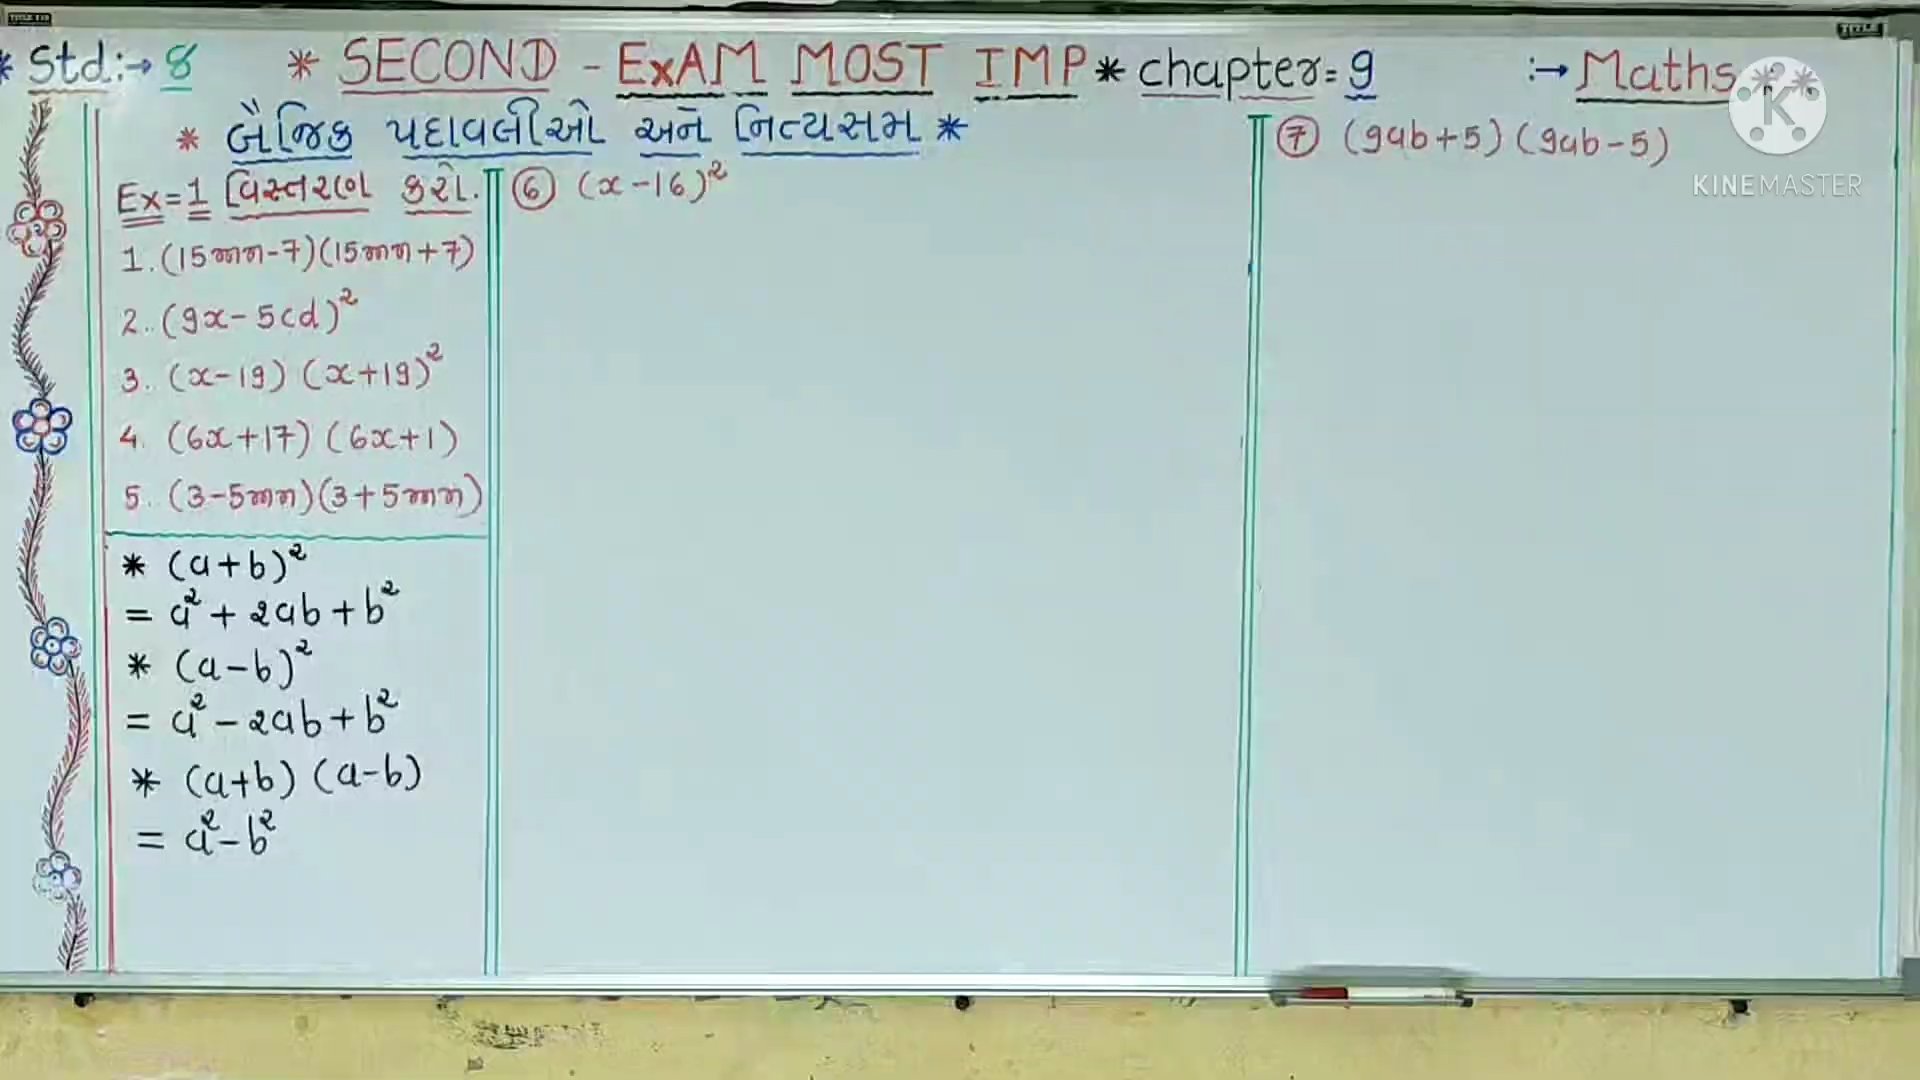 * Std:→ 8 * SECOND - ExAM MOST IMP * chapter = 9 :→ Maths **
* બૈજિક પદાવલીઓ અને નિત્યસમ *
Ex=1 વિસ્તરણ કરો.
1. (15mn-7)(15mn+7)
2. (9x-5cd)²
3. (x-19) (x+19)²
4. (6x+17) (6x+1)
5. (3-5mn)(3+5mn)
* (a+b)²
= a² + 2ab + b²
* (a-b)²
= a² - 2ab + b²
* (a+b) (a-b)
= a² - b²
⑥ (x-16)²
⑦ (9ab+5) (9ab-5)
K
KINEMASTER